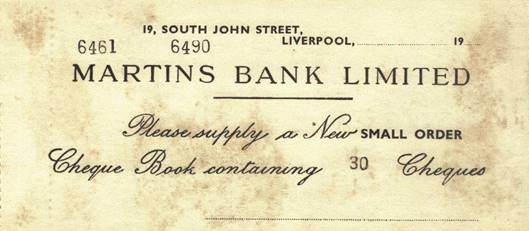 19, SOUTH JOHN STREET,
6461 6490 LIVERPOOL, 19
MARTINS BANK LIMITED
Please supply a New SMALL ORDER
Cheque Book containing 30 Cheques